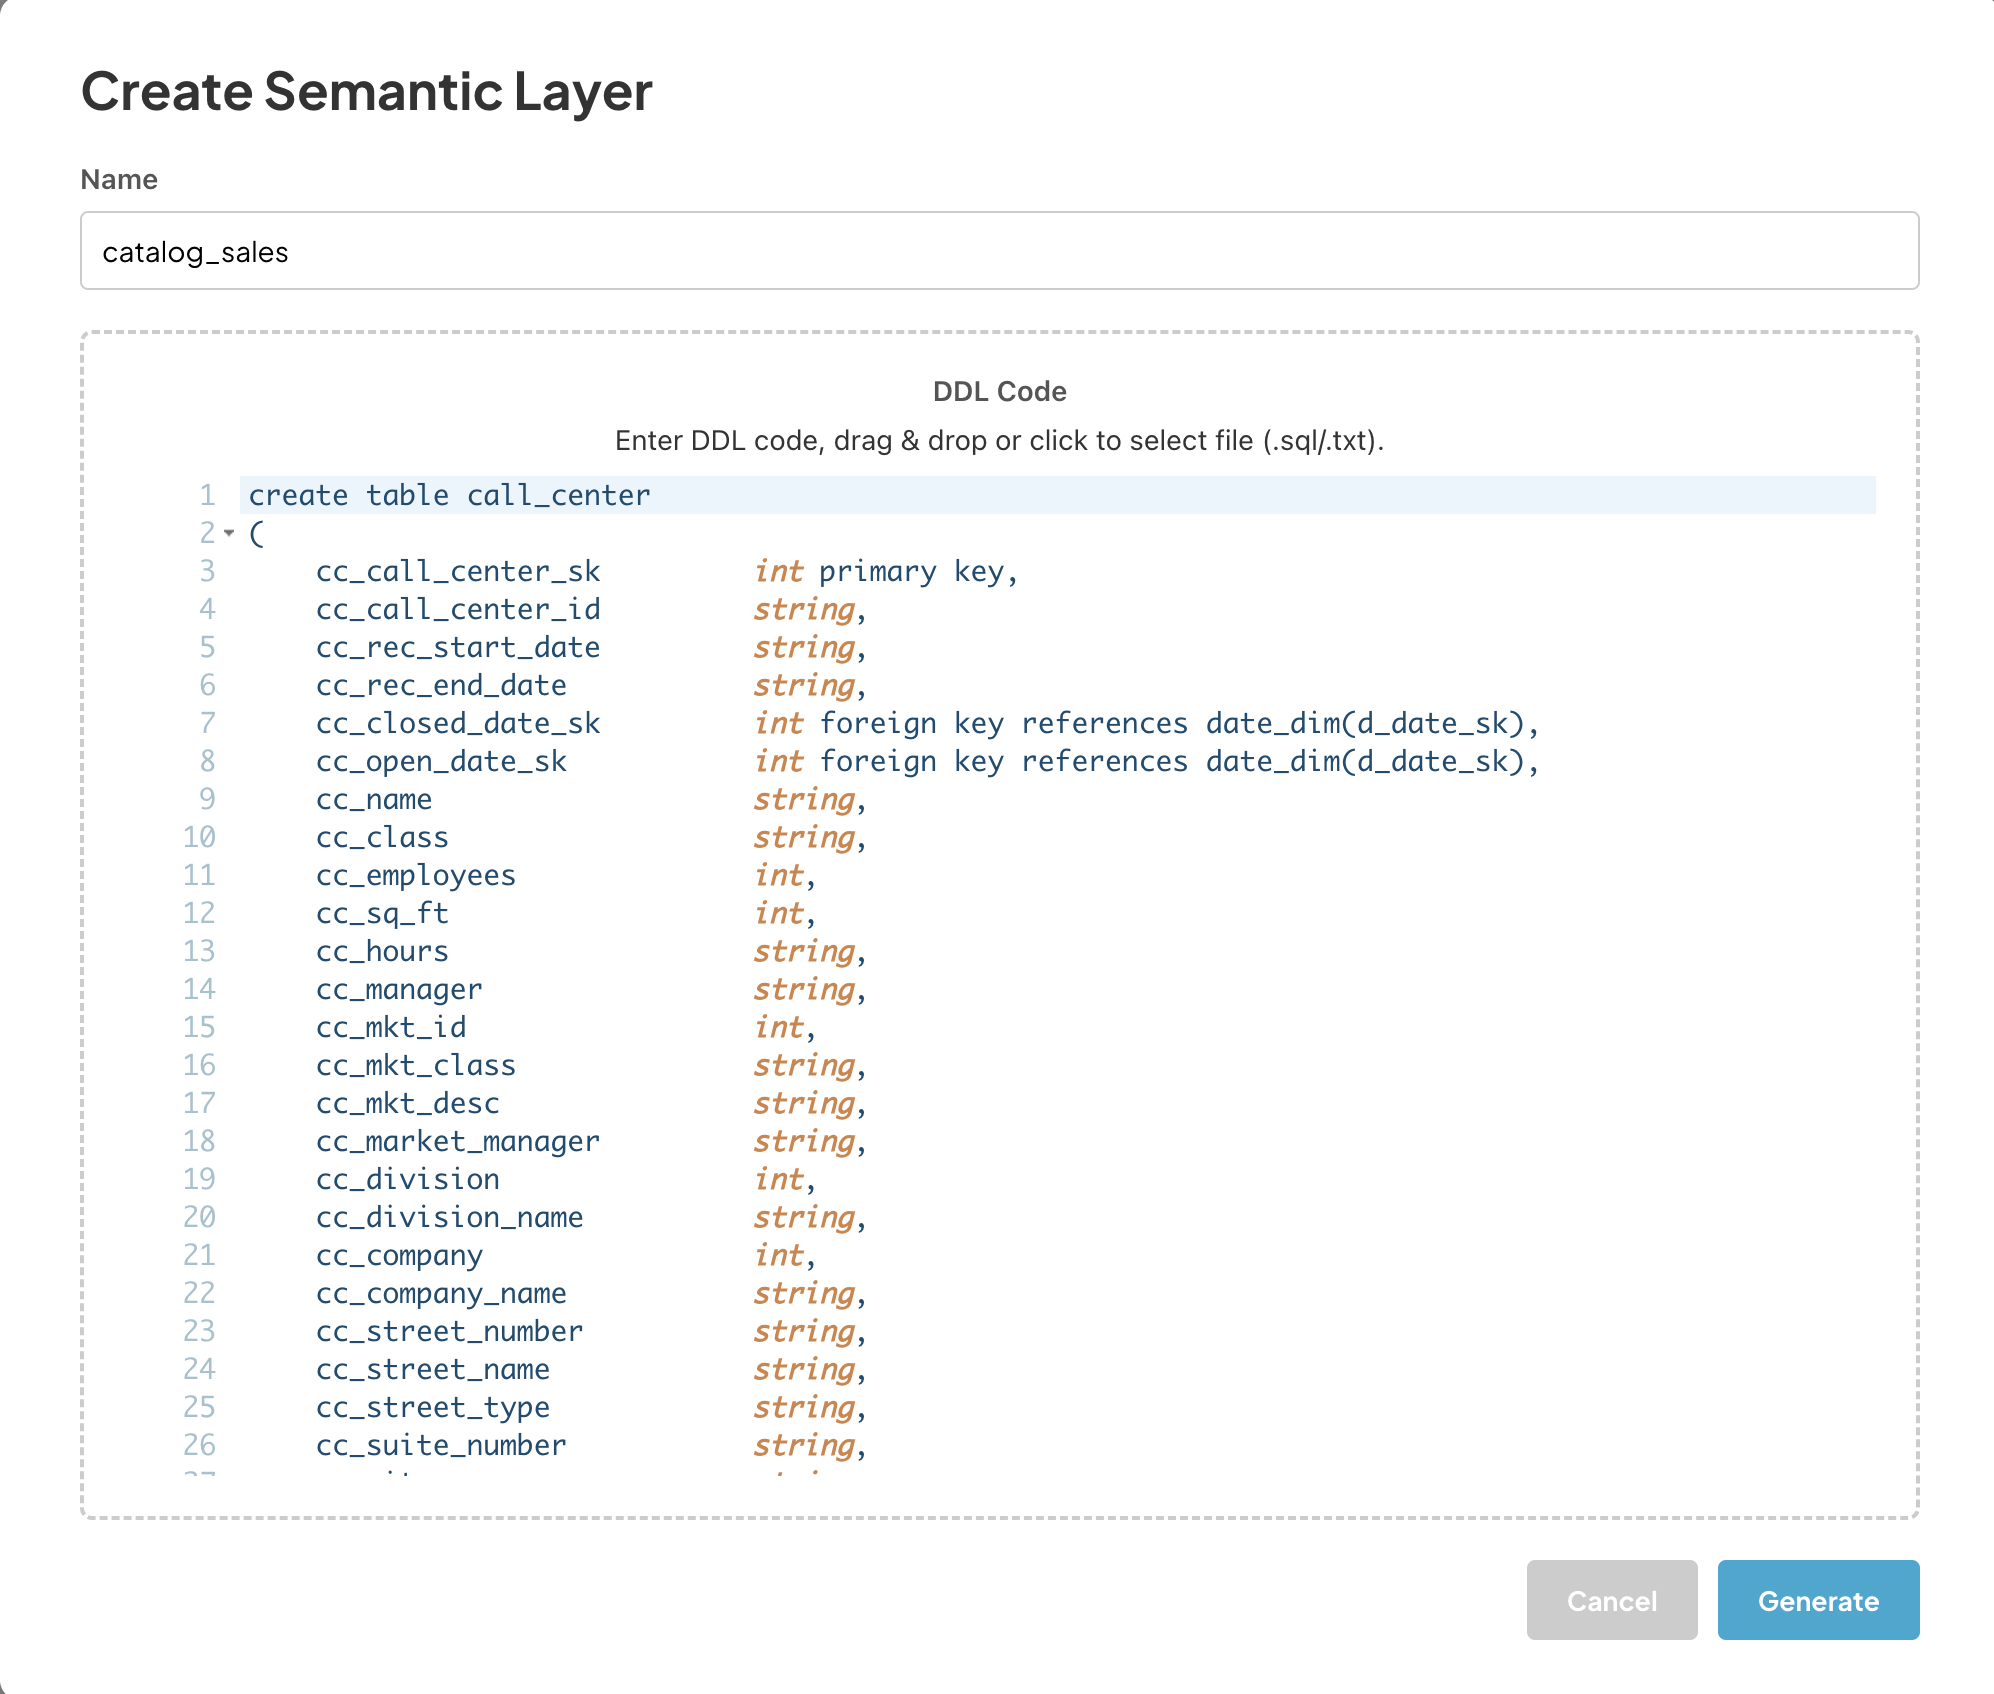 Create Semantic Layer
Name
catalog_sales
DDL Code
Enter DDL code, drag & drop or click to select file (.sql/.txt).
1 create table call_center
2 (
3 cc_call_center_sk int primary key,
4 cc_call_center_id string,
5 cc_rec_start_date string,
6 cc_rec_end_date string,
7 cc_closed_date_sk int foreign key references date_dim(d_date_sk),
8 cc_open_date_sk int foreign key references date_dim(d_date_sk),
9 cc_name string,
10 cc_class string,
11 cc_employees int,
12 cc_sq_ft int,
13 cc_hours string,
14 cc_manager string,
15 cc_mkt_id int,
16 cc_mkt_class string,
17 cc_mkt_desc string,
18 cc_market_manager string,
19 cc_division int,
20 cc_division_name string,
21 cc_company int,
22 cc_company_name string,
23 cc_street_number string,
24 cc_street_name string,
25 cc_street_type string,
26 cc_suite_number string,
Cancel Generate